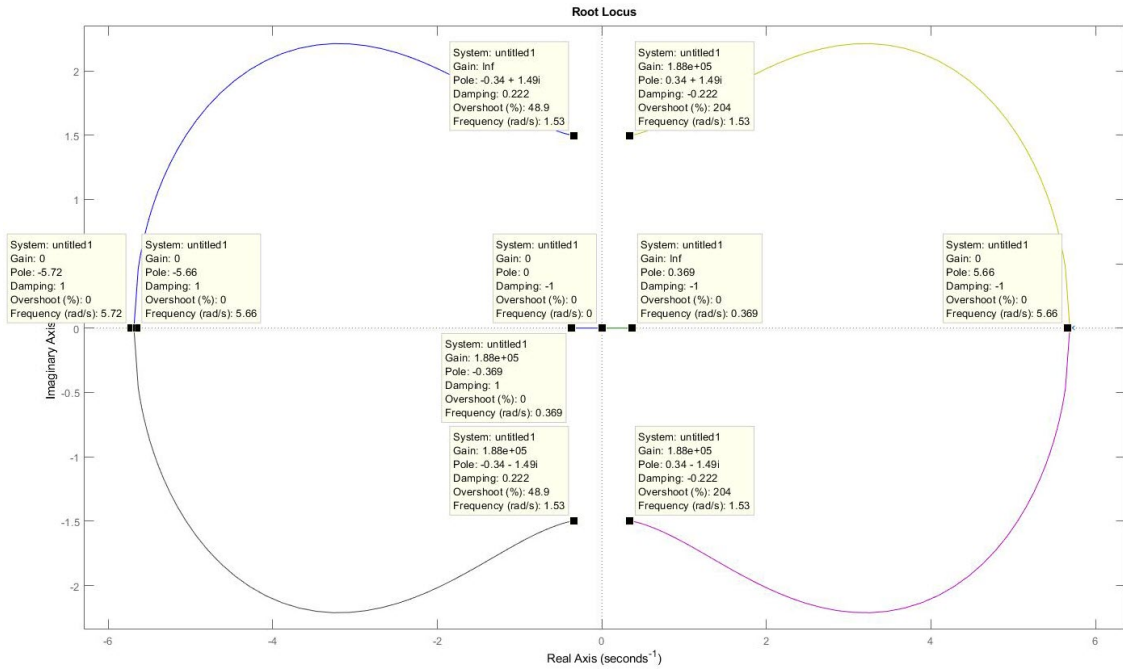 Root Locus
System: untitled1
Gain: Inf
Pole: -0.34 + 1.49i
Damping: 0.222
Overshoot (%): 48.9
Frequency (rad/s): 1.53
System: untitled1
Gain: 1.88e+05
Pole: 0.34 + 1.49i
Damping: -0.222
Overshoot (%): 204
Frequency (rad/s): 1.53
System: untitled1
Gain: 0
Pole: -5.72
Damping: 1
Overshoot (%): 0
Frequency (rad/s): 5.72
System: untitled1
Gain: 0
Pole: -5.66
Damping: 1
Overshoot (%): 0
Frequency (rad/s): 5.66
System: untitled1
Gain: 0
Pole: 0
Damping: -1
Overshoot (%): 0
Frequency (rad/s): 0
System: untitled1
Gain: Inf
Pole: 0.369
Damping: -1
Overshoot (%): 0
Frequency (rad/s): 0.369
System: untitled1
Gain: 0
Pole: 5.66
Damping: -1
Overshoot (%): 0
Frequency (rad/s): 5.66
System: untitled1
Gain: 1.88e+05
Pole: -0.369
Damping: 1
Overshoot (%): 0
Frequency (rad/s): 0.369
System: untitled1
Gain: 1.88e+05
Pole: -0.34 - 1.49i
Damping: 0.222
Overshoot (%): 48.9
Frequency (rad/s): 1.53
System: untitled1
Gain: 1.88e+05
Pole: 0.34 - 1.49i
Damping: -0.222
Overshoot (%): 204
Frequency (rad/s): 1.53
2
1.5
1
0
-0.5
-1
-1.5
-2
Imaginary Axis
-6
-4
-2
0
2
4
6
Real Axis (seconds⁻¹)